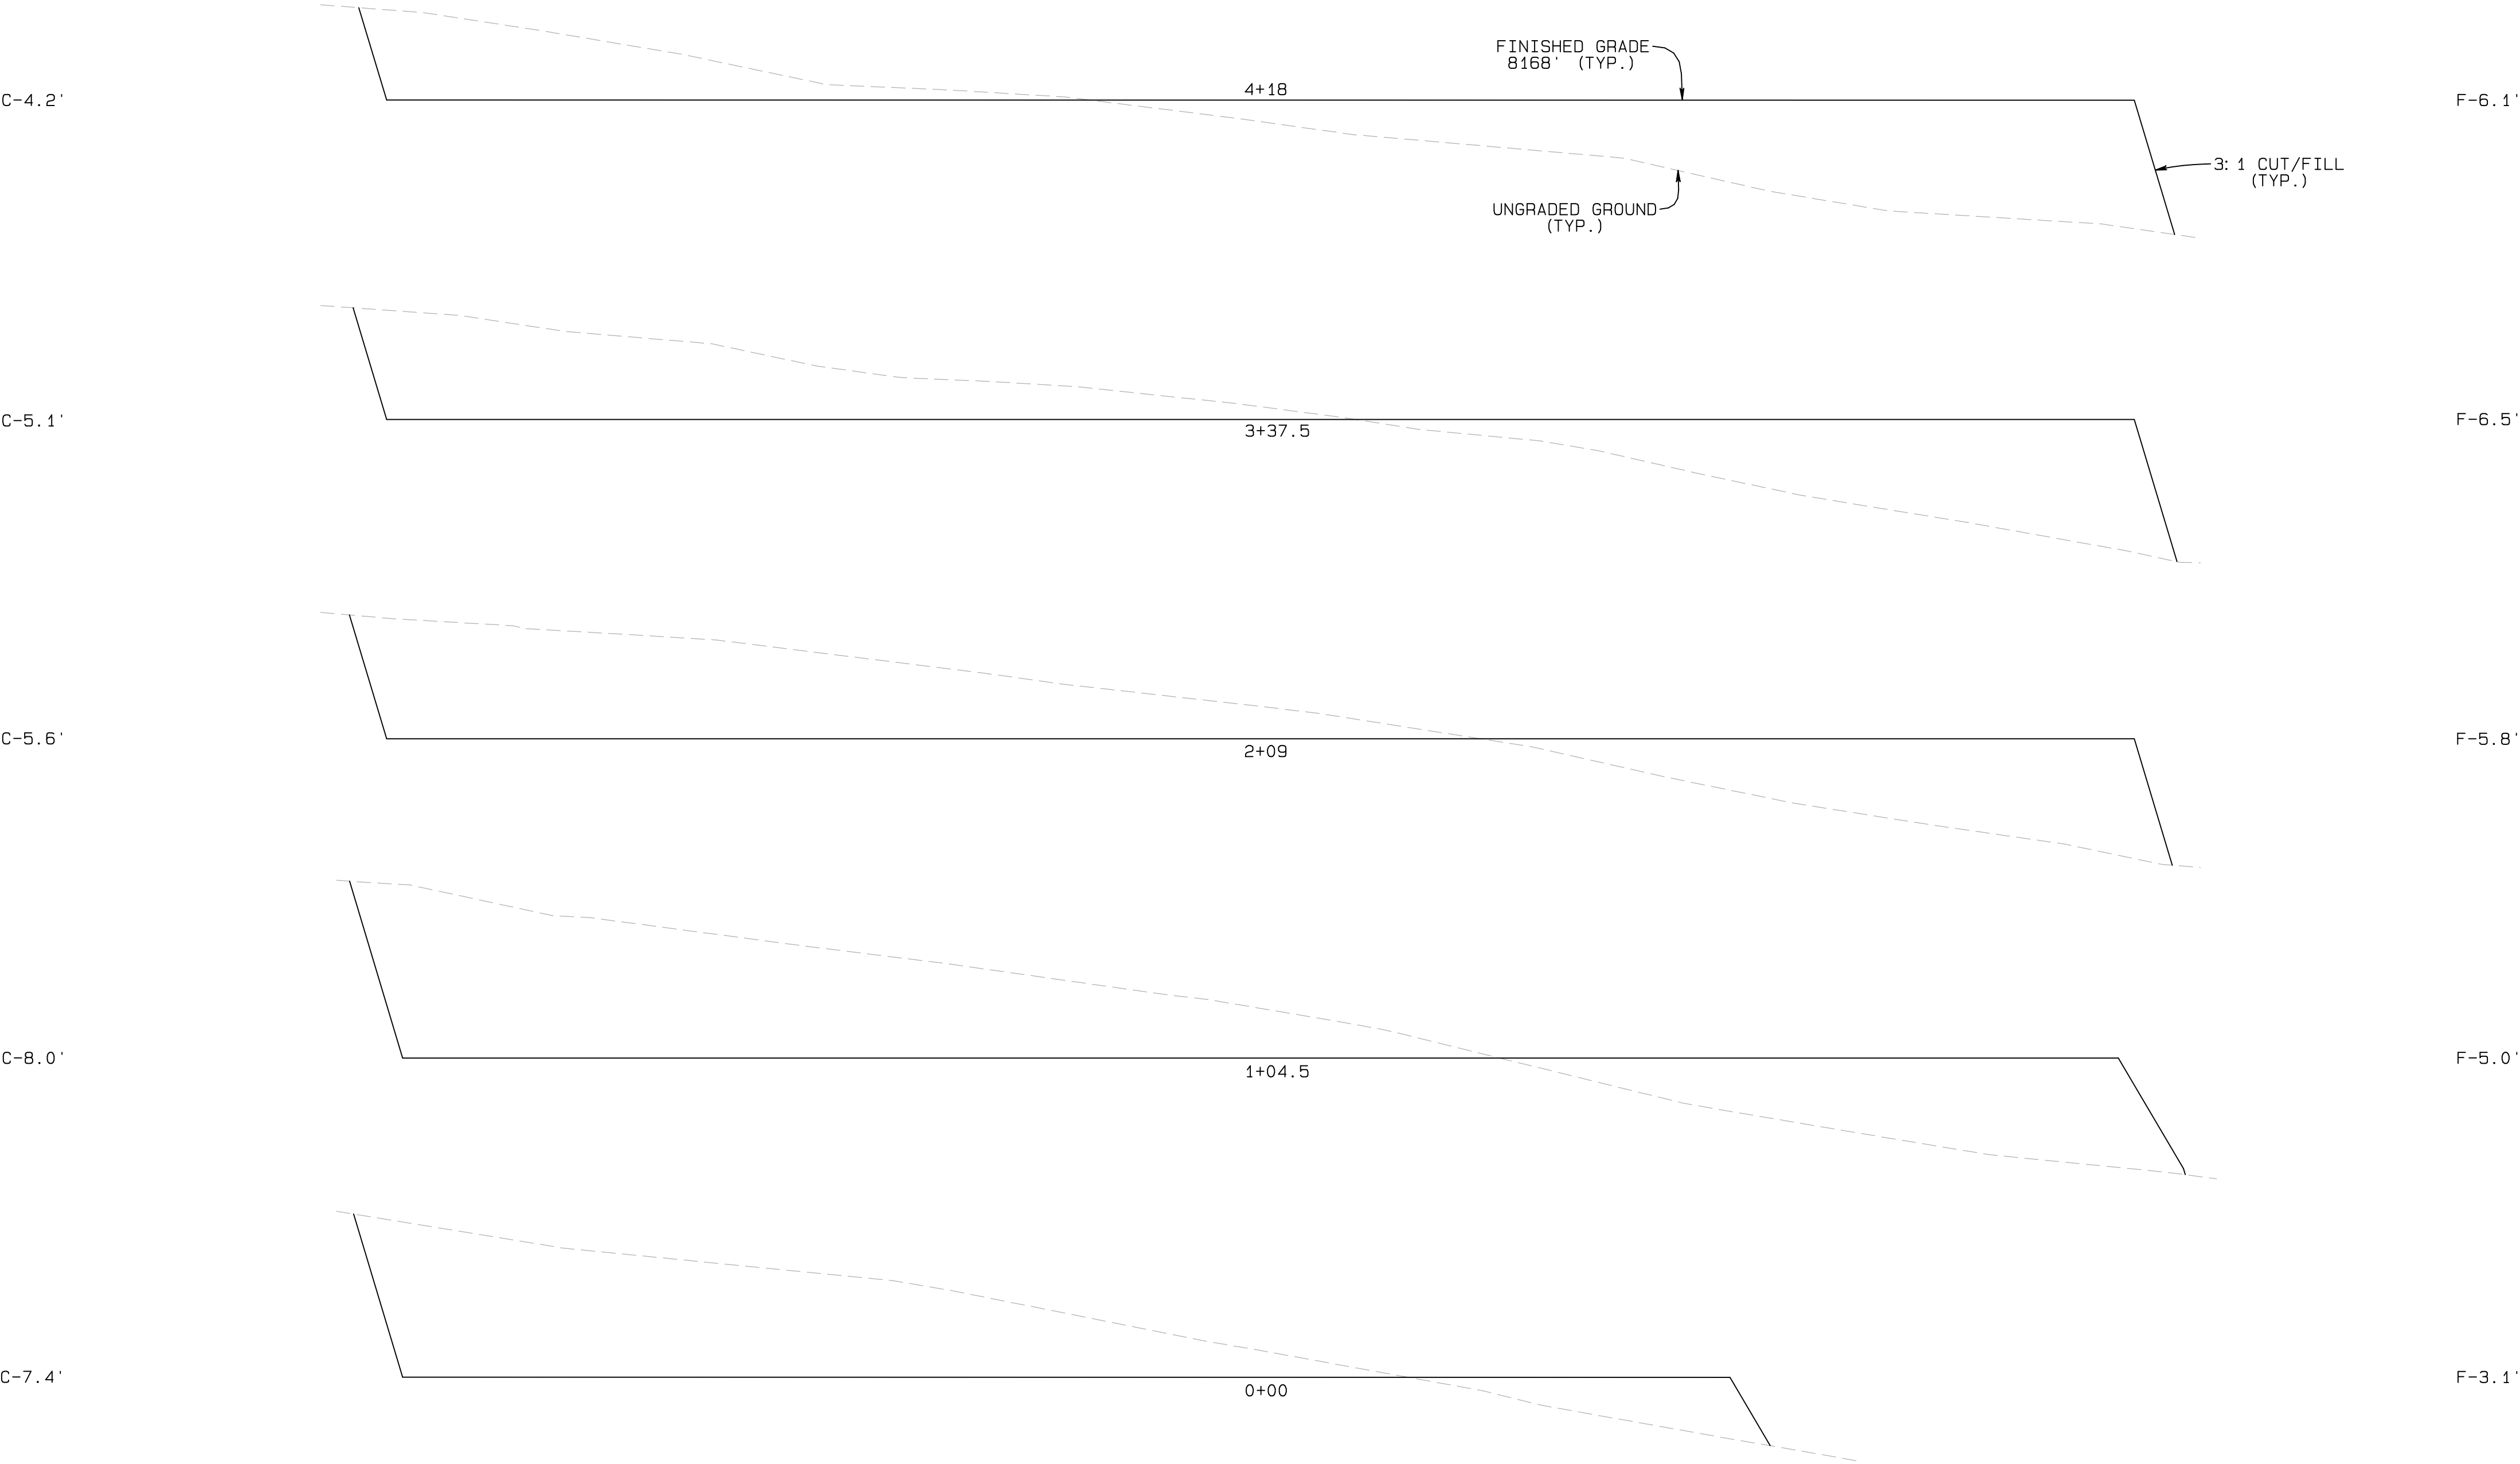 FINISHED GRADE
8168' (TYP.)
4+18
C-4.2'
F-6.1'
3:1 CUT/FILL
(TYP.)
UNGRADED GROUND
(TYP.)
C-5.1'
3+37.5
F-6.5'
C-5.6'
2+09
F-5.8'
C-8.0'
1+04.5
F-5.0'
C-7.4'
0+00
F-3.1'